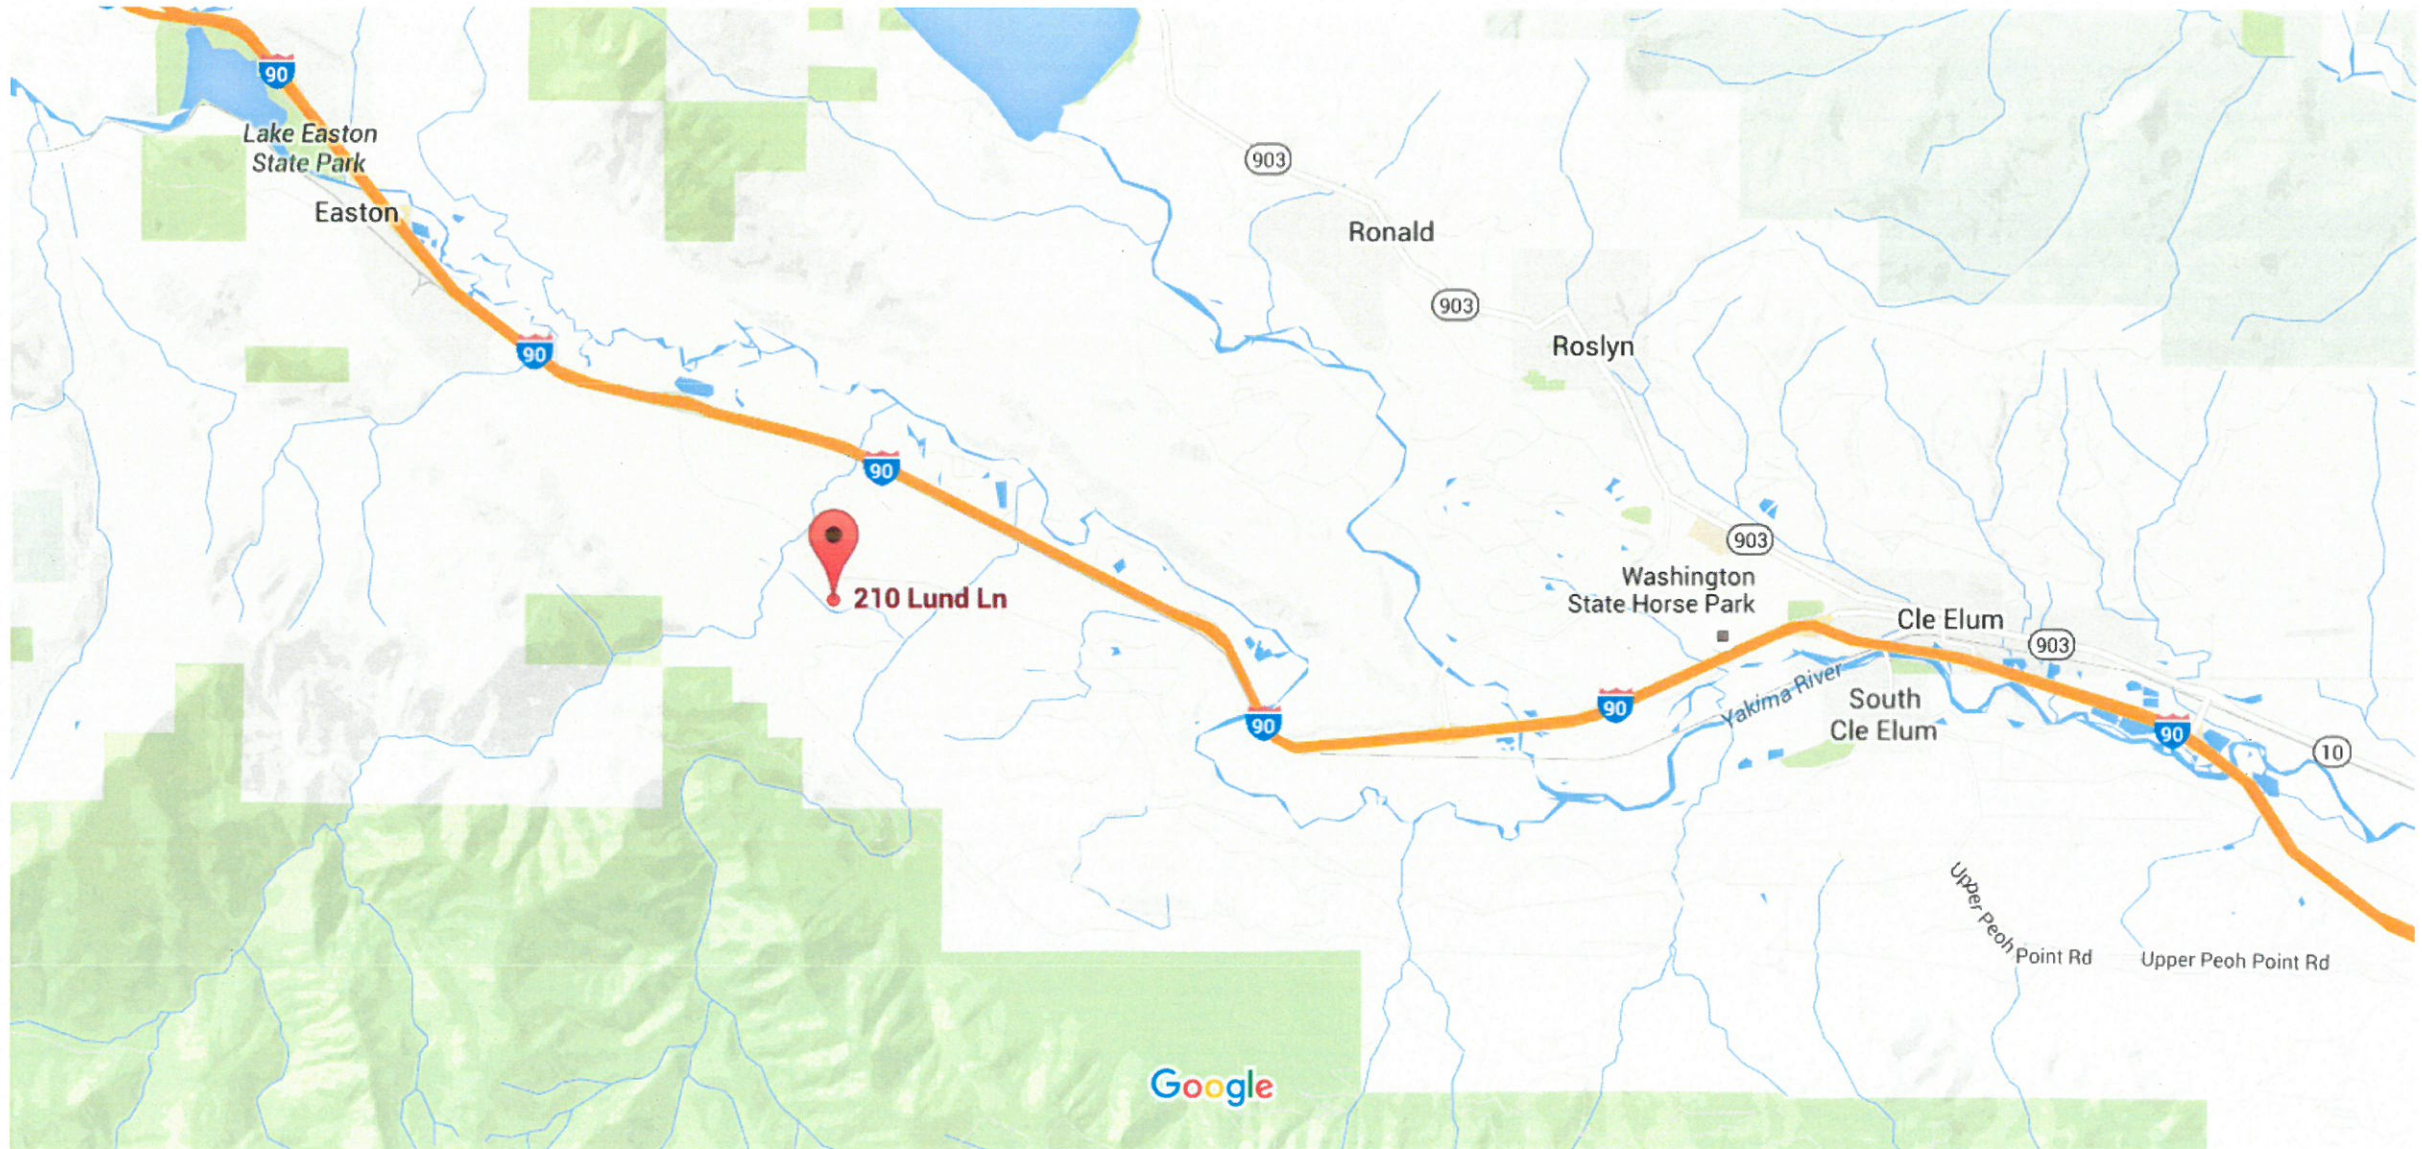 90
Lake Easton
State Park
903
Easton
Ronald
903
90
Roslyn
90
903
Washington
State Horse Park
210 Lund Ln
Cle Elum
903
90
90
Yakima River
South
Cle Elum
90
10
Upper Peoh Point Rd
Upper Peoh Point Rd
Google